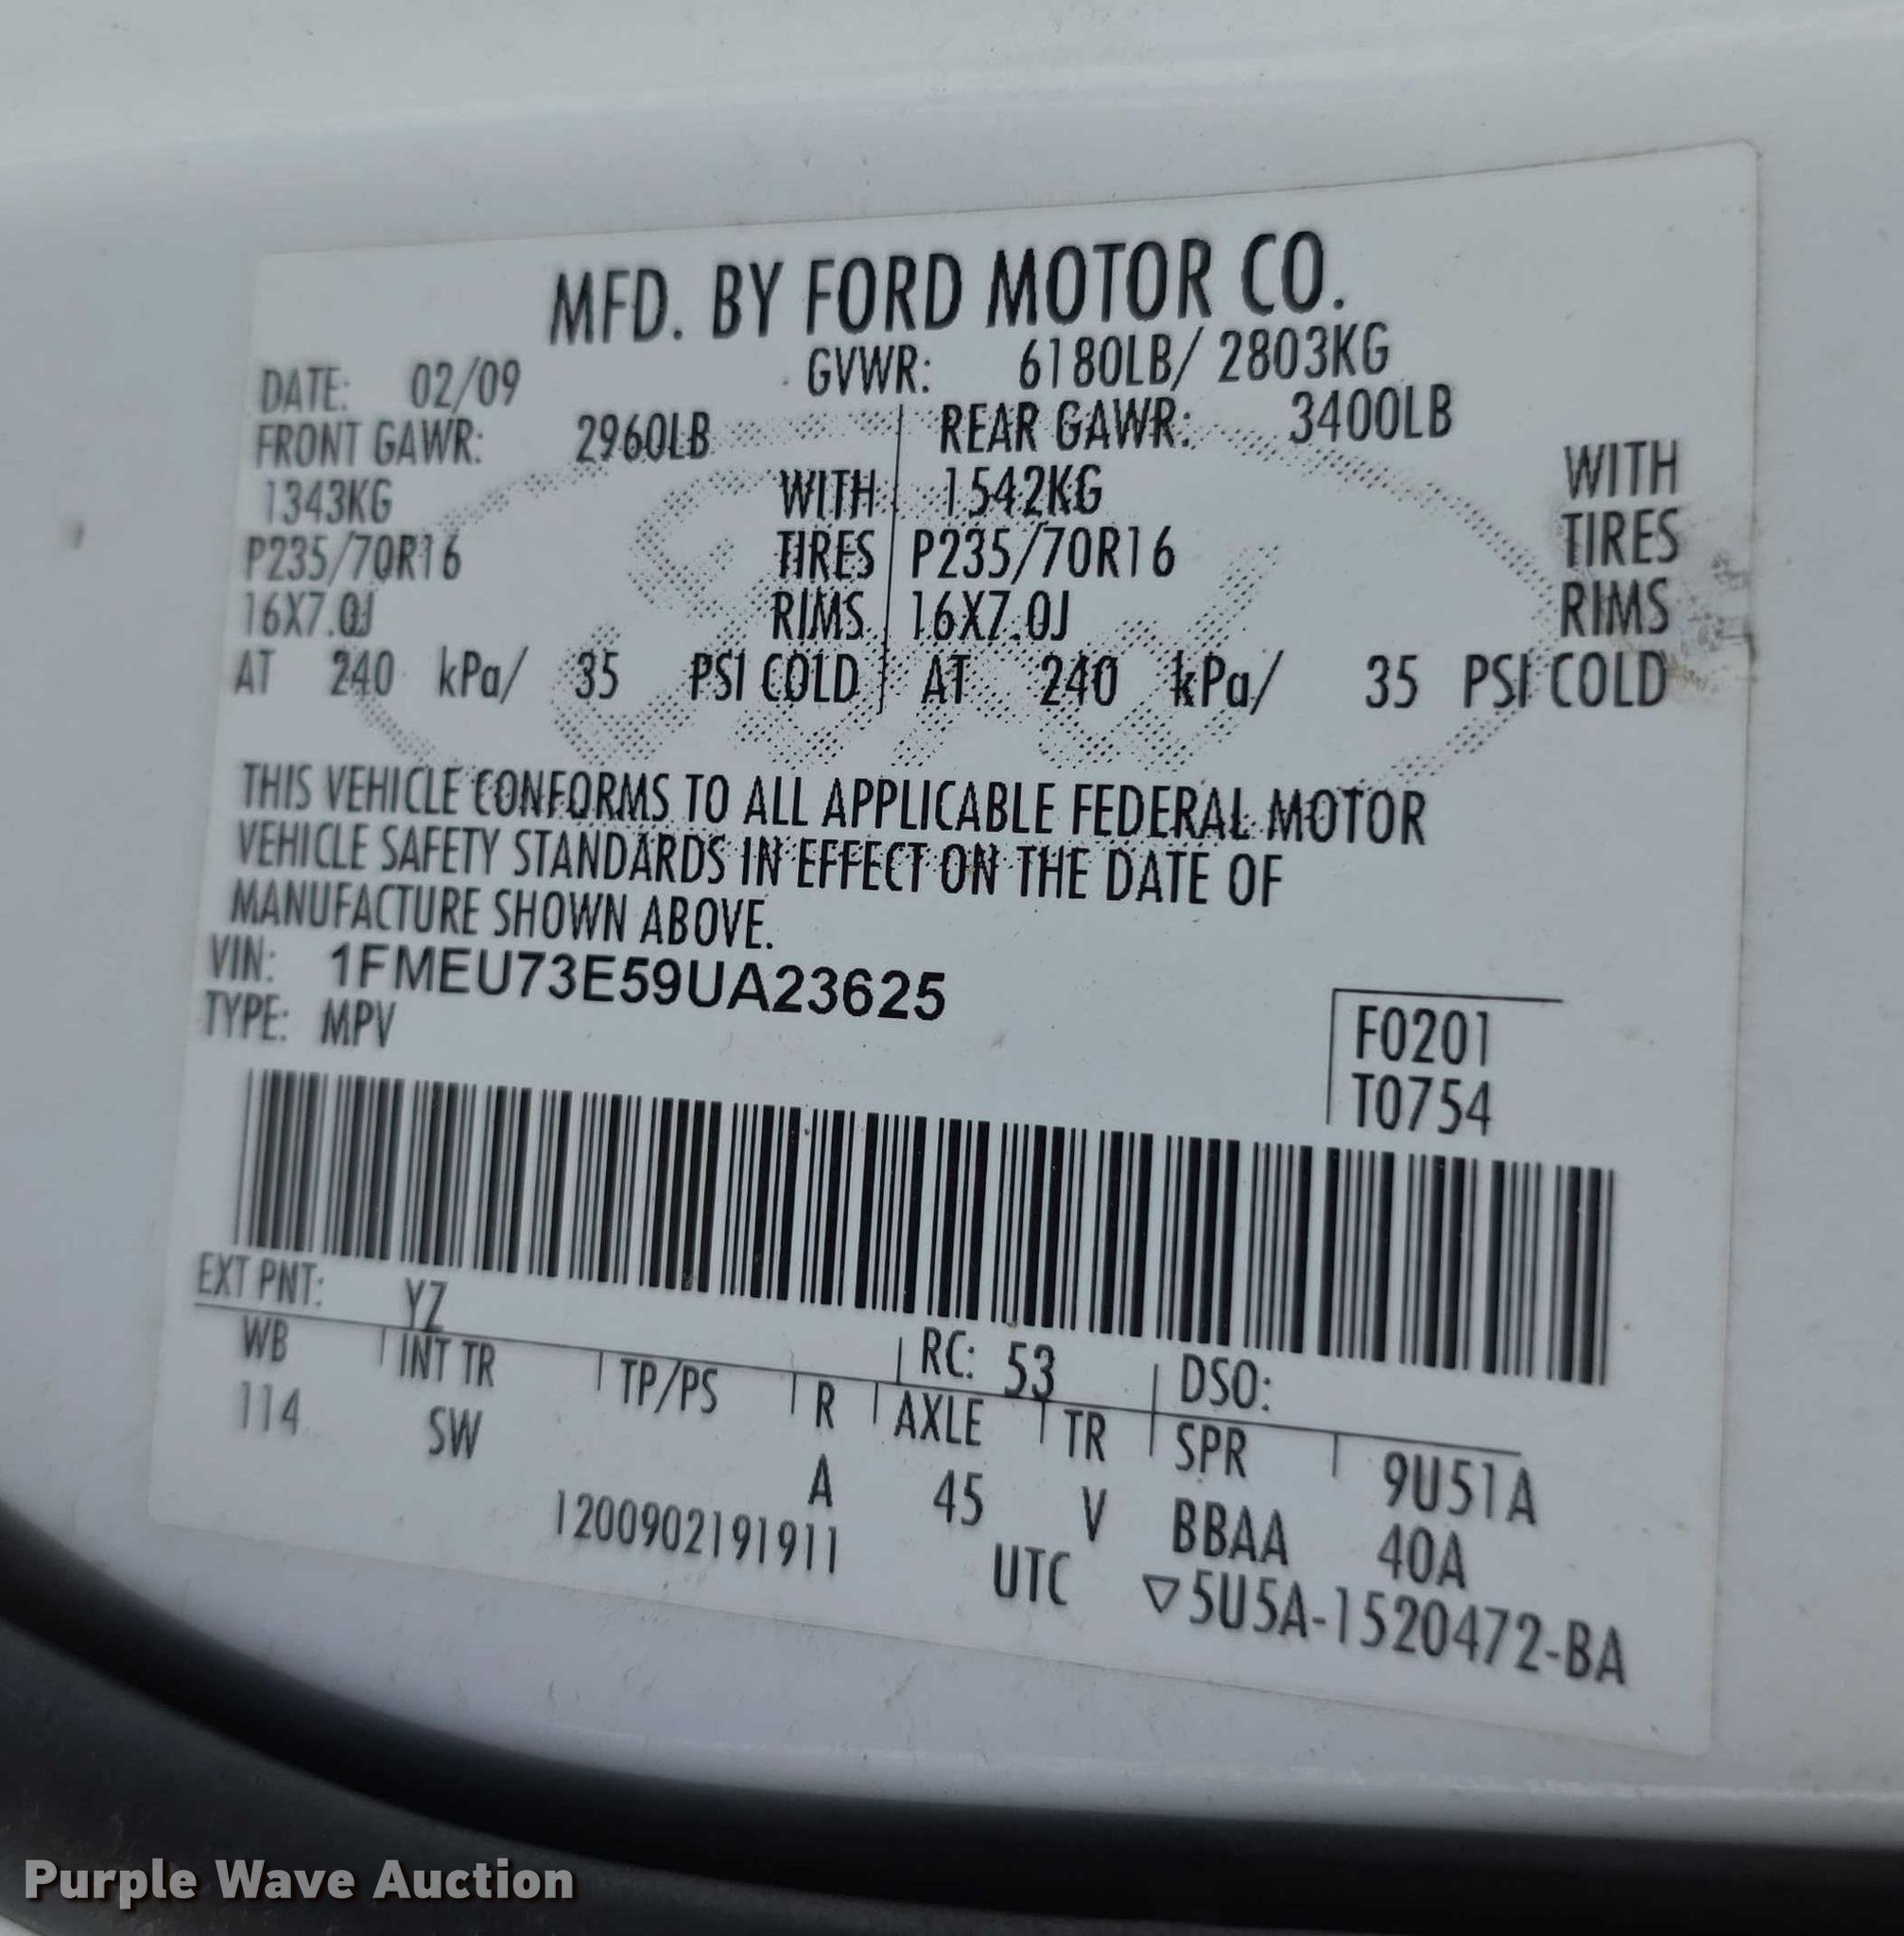 MFD. BY FORD MOTOR CO.
DATE: 02/09 GVWR: 6180LB/ 2803KG
FRONT GAWR: 2960LB REAR GAWR: 3400LB
1343KG WITH 1542KG WITH
P235/70R16 TIRES P235/70R16 TIRES
16X7.0J RIMS 16X7.0J RIMS
AT 240 kPa/ 35 PSI COLD AT 240 kPa/ 35 PSI COLD
THIS VEHICLE CONFORMS TO ALL APPLICABLE FEDERAL MOTOR
VEHICLE SAFETY STANDARDS IN EFFECT ON THE DATE OF
MANUFACTURE SHOWN ABOVE.
VIN: 1FMEU73E59UA23625
TYPE: MPV
F0201
T0754
EXT PNT: YZ RC: 53 DSO:
WB INT TR TP/PS R AXLE TR SPR 9U51A
114 SW A 45 V BBAA 40A
1200902191911 UTC ▽5U5A-1520472-BA
Purple Wave Auction